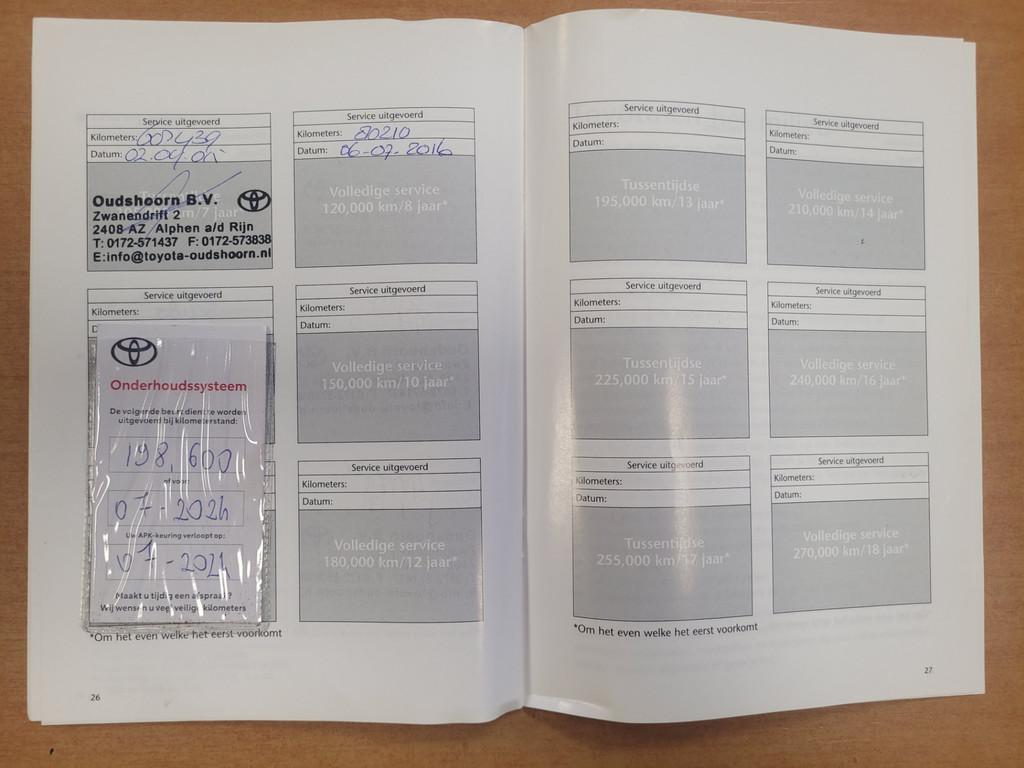 Service uitgevoerd
Kilometers: 68439
Datum:
km/7 jaar
Oudshoorn B.V.
Zwanendrift 2
2408 AZ Alphen a/d Rijn
T: 0172-571437 F: 0172-573838
E:info@toyota-oudshoorn.nl
Service uitgevoerd
Kilometers: 80210
Datum: 06-07-2016
Volledige service
120,000 km/8 jaar*
Service uitgevoerd
Kilometers:
Onderhoudssysteem
De volgende beurt dient te worden
uitgevoerd bij kilometerstand:
198,600
of voor:
07-2024
Uw APK-keuring verloopt op:
07-2024
Maakt u tijdig een afspraak?
Wij wensen u veel veilige kilometers
Service uitgevoerd
Kilometers:
Datum:
Volledige service
150,000 km/10 jaar*
Service uitgevoerd
Kilometers:
Datum:
Volledige service
180,000 km/12 jaar*
*Om het even welke het eerst voorkomt
26
Service uitgevoerd
Kilometers:
Datum:
Tussentijdse
195,000 km/13 jaar*
Service uitgevoerd
Kilometers:
Datum:
Volledige service
210,000 km/14 jaar*
Service uitgevoerd
Kilometers:
Datum:
Tussentijdse
225,000 km/15 jaar*
Service uitgevoerd
Kilometers:
Datum:
Volledige service
240,000 km/16 jaar*
Service uitgevoerd
Kilometers:
Datum:
Tussentijdse
255,000 km/17 jaar*
Service uitgevoerd
Kilometers:
Datum:
Volledige service
270,000 km/18 jaar*
*Om het even welke het eerst voorkomt
27